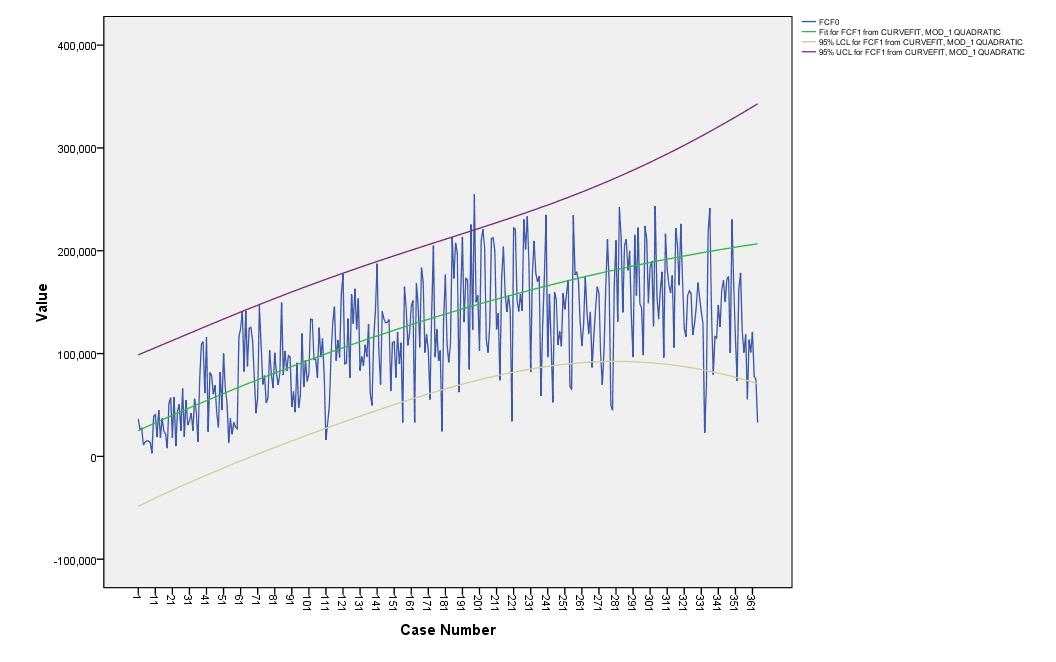 FCF0
Fit for FCF1 from CURVEFIT, MOD_1 QUADRATIC
95% LCL for FCF1 from CURVEFIT, MOD_1 QUADRATIC
95% UCL for FCF1 from CURVEFIT, MOD_1 QUADRATIC
400,000
300,000
200,000
100,000
0
-100,000
Value
1 11 21 31 41 51 61 71 81 91 101 111 121 131 141 151 161 171 181 191 201 211 221 231 241 251 261 271 281 291 301 311 321 331 341 351 361
Case Number